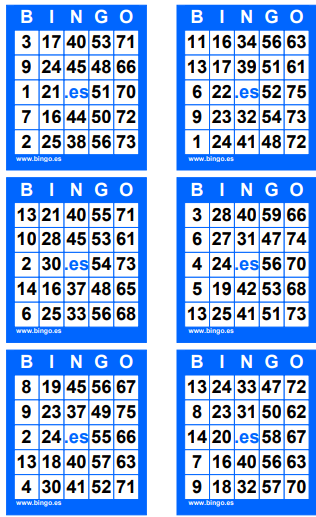 B I N G O
3 17 40 53 71
9 24 45 48 66
1 21 .es 51 70
7 16 44 50 72
2 25 38 56 73
www.bingo.es
B I N G O
11 16 34 56 63
13 17 39 51 61
6 22 .es 52 75
9 23 32 54 73
1 24 41 48 72
www.bingo.es
B I N G O
13 21 40 55 71
10 28 45 53 61
2 30 .es 54 73
14 16 37 48 65
6 25 33 56 68
www.bingo.es
B I N G O
3 28 40 59 66
6 27 31 47 74
4 24 .es 56 70
5 19 42 53 68
13 25 41 51 73
www.bingo.es
B I N G O
8 19 45 56 67
9 23 37 49 75
2 24 .es 55 66
13 18 40 57 63
4 30 41 52 71
www.bingo.es
B I N G O
13 24 33 47 72
8 23 31 50 62
14 20 .es 58 67
7 16 40 56 63
9 18 32 57 70
www.bingo.es